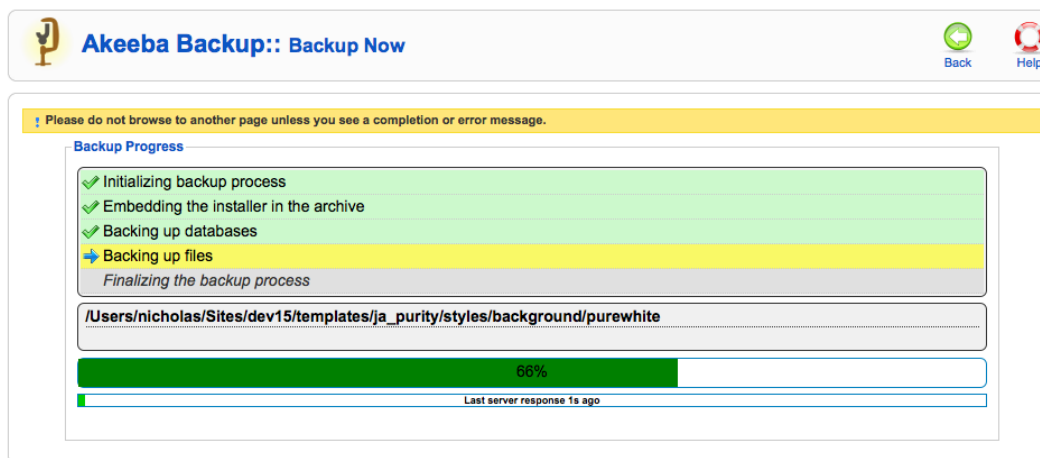 Akeeba Backup:: Backup Now
Back
Help
Please do not browse to another page unless you see a completion or error message.
Backup Progress
Initializing backup process
Embedding the installer in the archive
Backing up databases
Backing up files
Finalizing the backup process
/Users/nicholas/Sites/dev15/templates/ja_purity/styles/background/purewhite
66%
Last server response 1s ago